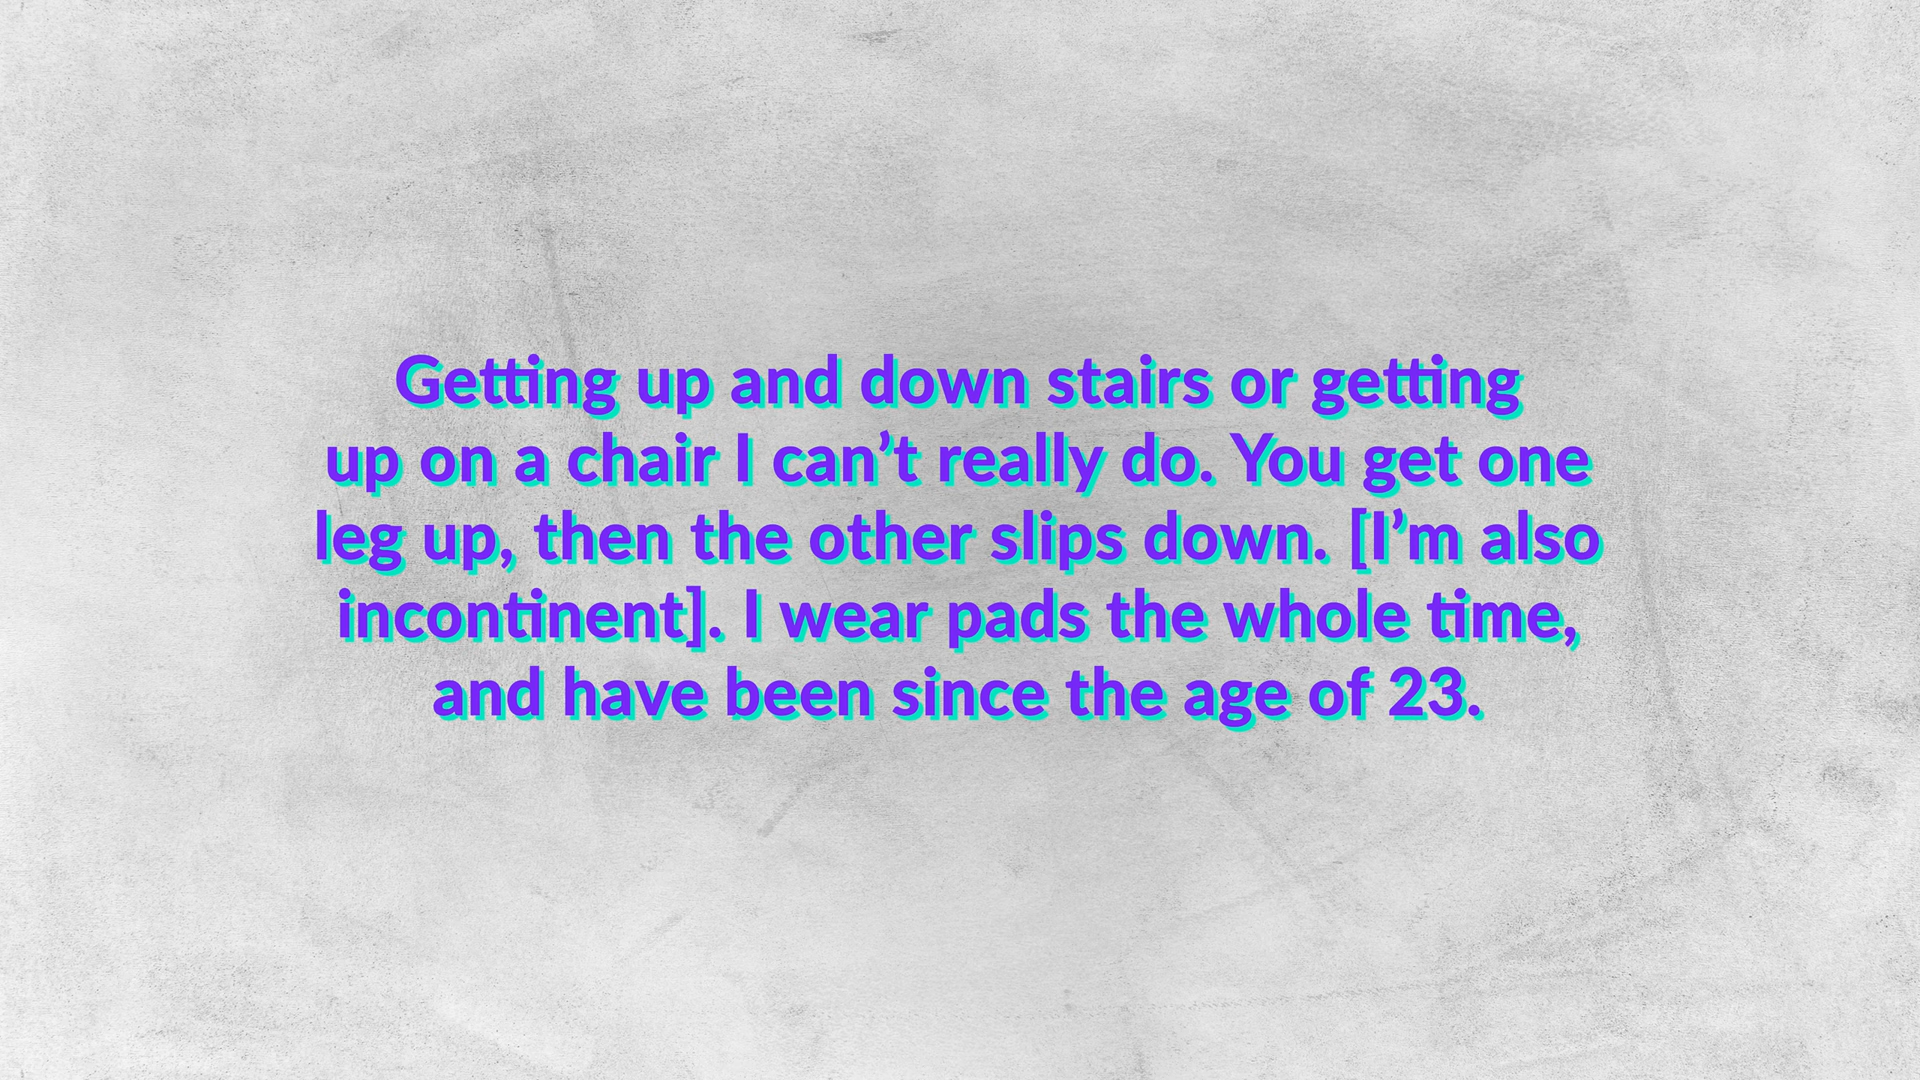 Getting up and down stairs or getting
up on a chair I can’t really do. You get one
leg up, then the other slips down. [I’m also
incontinent]. I wear pads the whole time,
and have been since the age of 23.